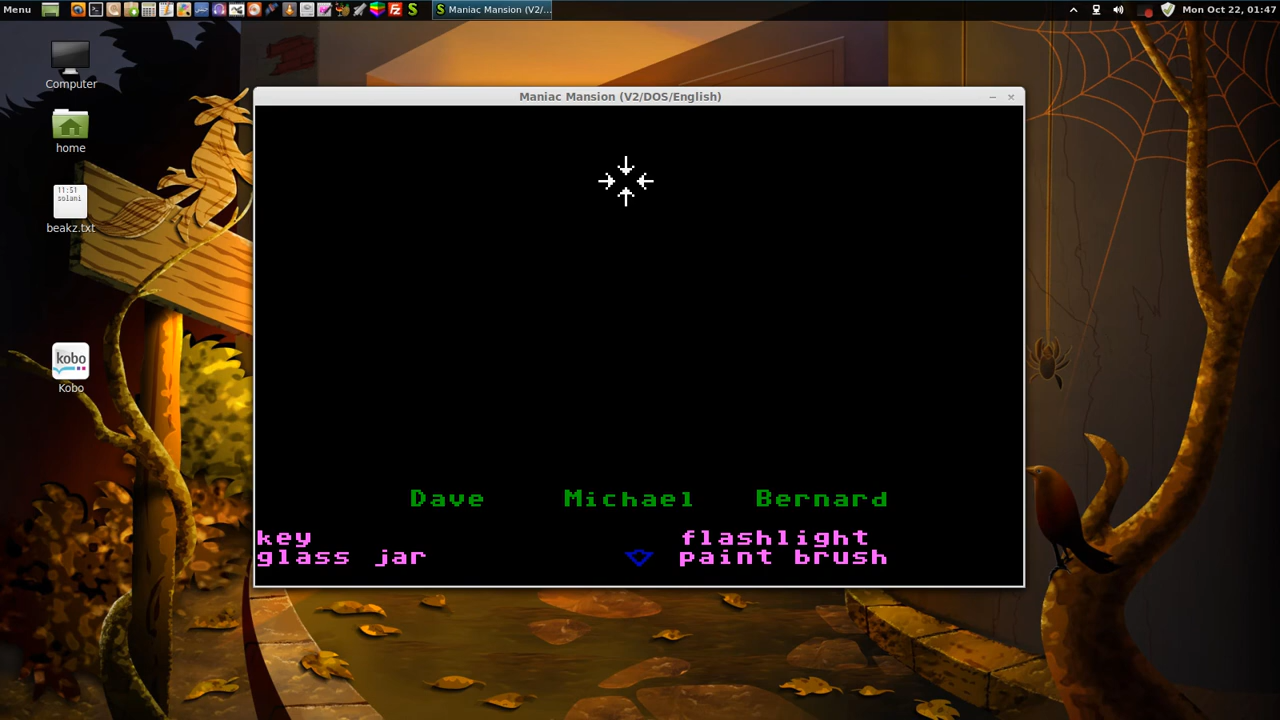 Menu
Maniac Mansion (V2/...
Mon Oct 22, 01:47
Computer
home
11:51
solani
beakz.txt
kobo
Kobo
Maniac Mansion (V2/DOS/English)
Dave Michael Bernard
key flashlight
glass jar paint brush